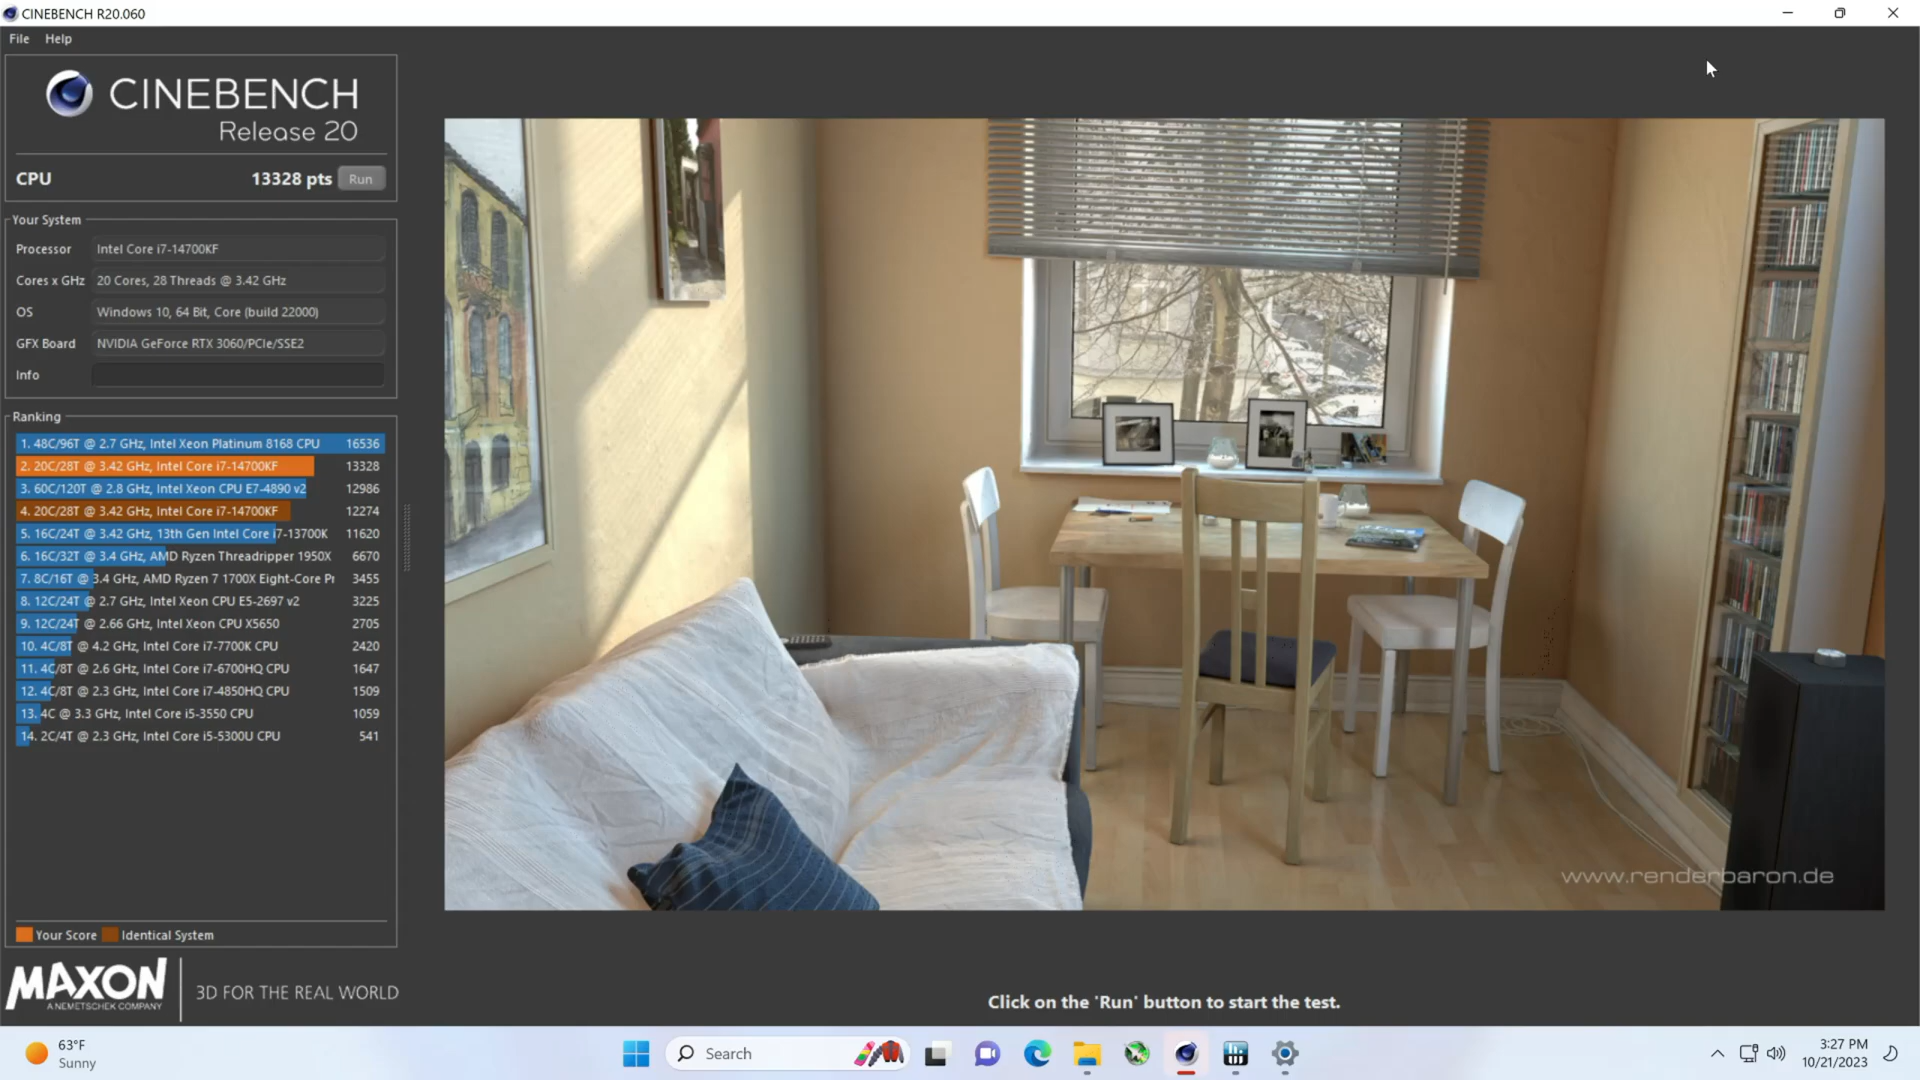 CINEBENCH R20.060
File Help
CINEBENCH
Release 20
CPU 13328 pts Run
Your System
Processor Intel Core i7-14700KF
Cores x GHz 20 Cores, 28 Threads @ 3.42 GHz
OS Windows 10, 64 Bit, Core (build 22000)
GFX Board NVIDIA GeForce RTX 3060/PCIe/SSE2
Info
Ranking
1. 48C/96T @ 2.7 GHz, Intel Xeon Platinum 8168 CPU 16536
2. 20C/28T @ 3.42 GHz, Intel Core i7-14700KF 13328
3. 60C/120T @ 2.8 GHz, Intel Xeon CPU E7-4890 v2 12986
4. 20C/28T @ 3.42 GHz, Intel Core i7-14700KF 12274
5. 16C/24T @ 3.42 GHz, 13th Gen Intel Core i7-13700K 11620
6. 16C/32T @ 3.4 GHz, AMD Ryzen Threadripper 1950X 6670
7. 8C/16T @ 3.4 GHz, AMD Ryzen 7 1700X Eight-Core Pr 3455
8. 12C/24T @ 2.7 GHz, Intel Xeon CPU E5-2697 v2 3225
9. 12C/24T @ 2.66 GHz, Intel Xeon CPU X5650 2705
10. 4C/8T @ 4.2 GHz, Intel Core i7-7700K CPU 2420
11. 4C/8T @ 2.6 GHz, Intel Core i7-6700HQ CPU 1647
12. 4C/8T @ 2.3 GHz, Intel Core i7-4850HQ CPU 1509
13. 4C @ 3.3 GHz, Intel Core i5-3550 CPU 1059
14. 2C/4T @ 2.3 GHz, Intel Core i5-5300U CPU 541
Your Score Identical System
MAXON
A NEMETSCHEK COMPANY
3D FOR THE REAL WORLD
www.renderbaron.de
Click on the 'Run' button to start the test.
63°F
Sunny
Search
3:27 PM
10/21/2023